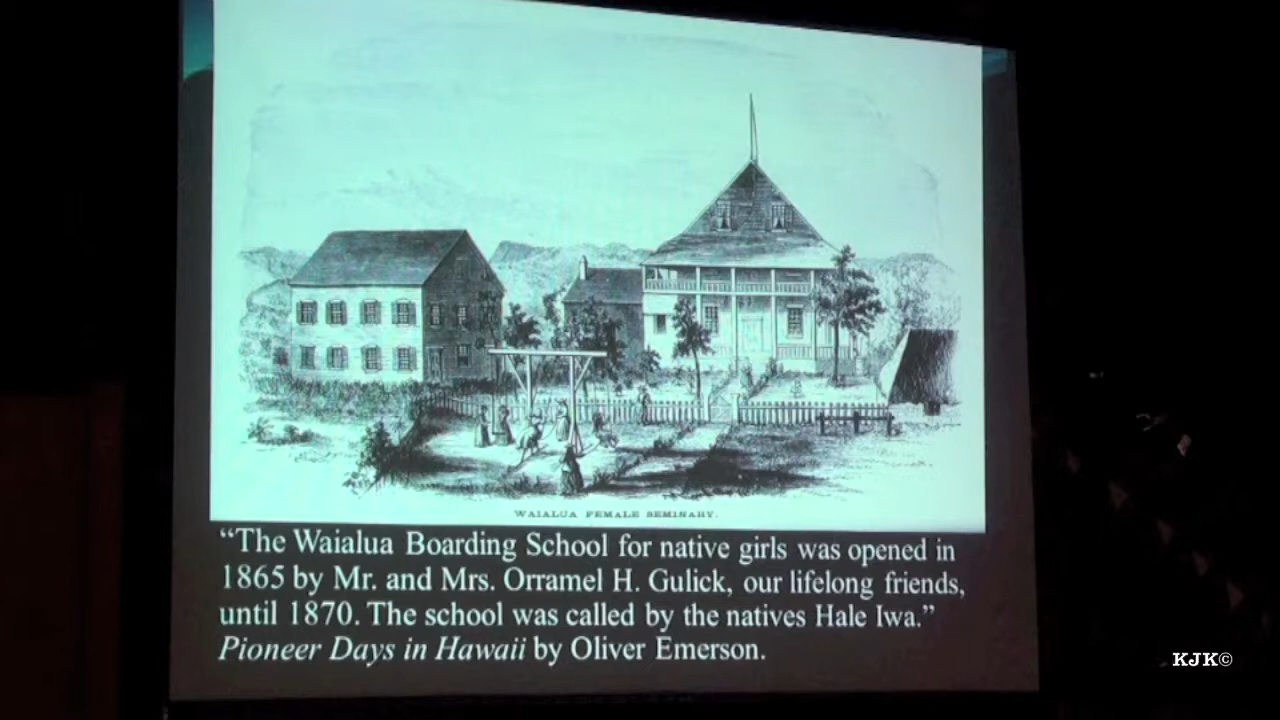 WAIALUA FEMALE SEMINARY.
“The Waialua Boarding School for native girls was opened in
1865 by Mr. and Mrs. Orramel H. Gulick, our lifelong friends,
until 1870. The school was called by the natives Hale Iwa.”
Pioneer Days in Hawaii by Oliver Emerson.
KJK©